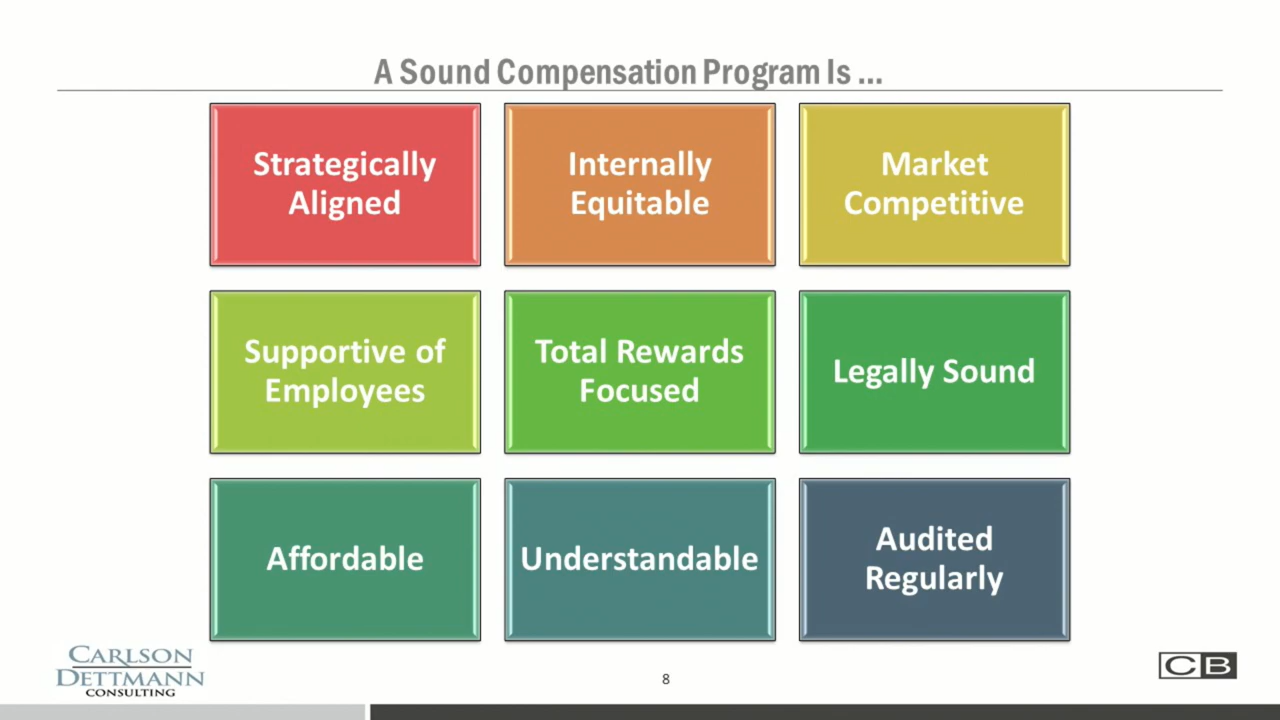 A Sound Compensation Program Is ...
Strategically
Aligned
Internally
Equitable
Market
Competitive
Supportive of
Employees
Total Rewards
Focused
Legally Sound
Affordable
Understandable
Audited
Regularly
CARLSON
DETTMANN
CONSULTING
8
CB